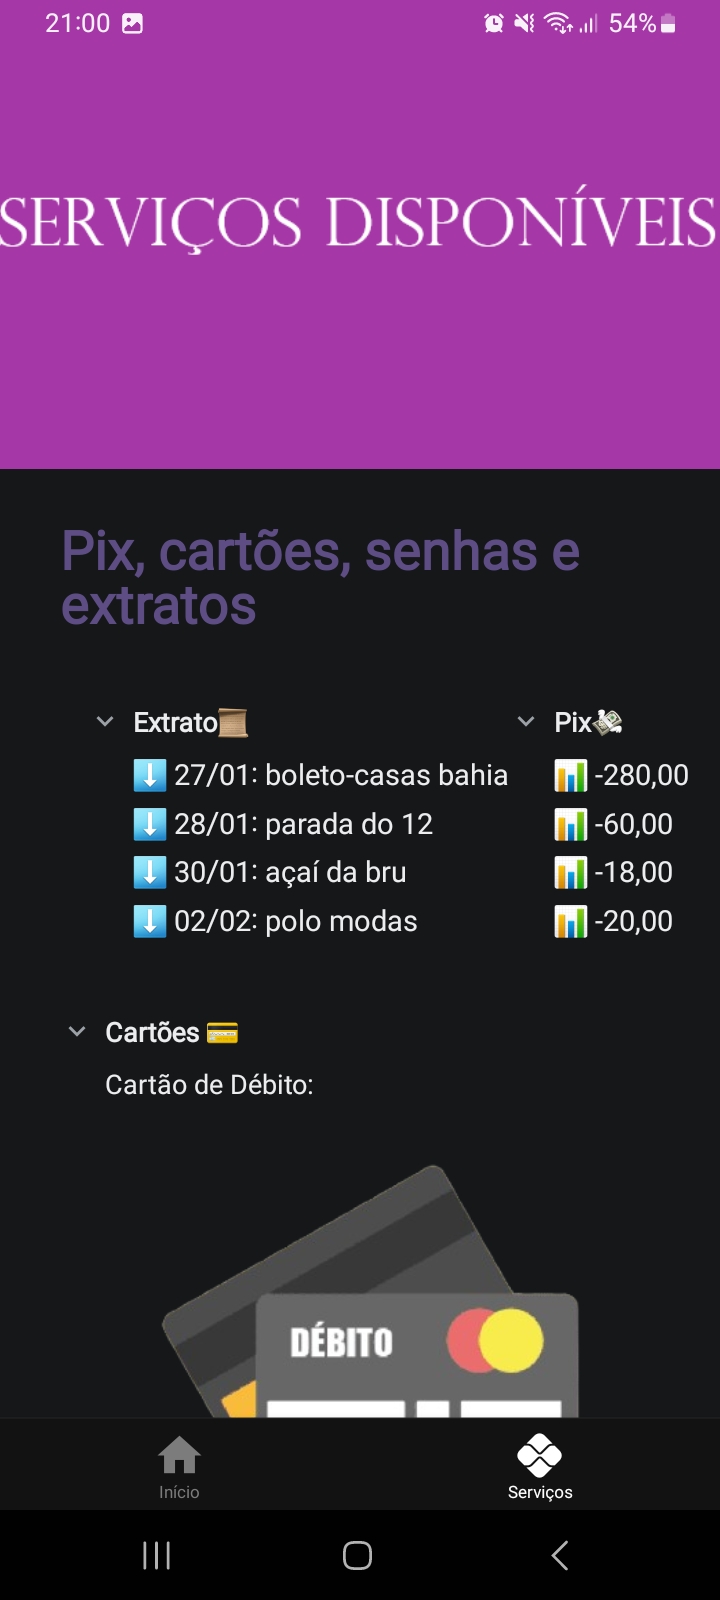 21:00 54%
SERVIÇOS DISPONÍVEIS
Pix, cartões, senhas e
extratos
Extrato Pix
27/01: boleto-casas bahia -280,00
28/01: parada do 12 -60,00
30/01: açaí da bru -18,00
02/02: polo modas -20,00
Cartões
Cartão de Débito:
DÉBITO
Início Serviços